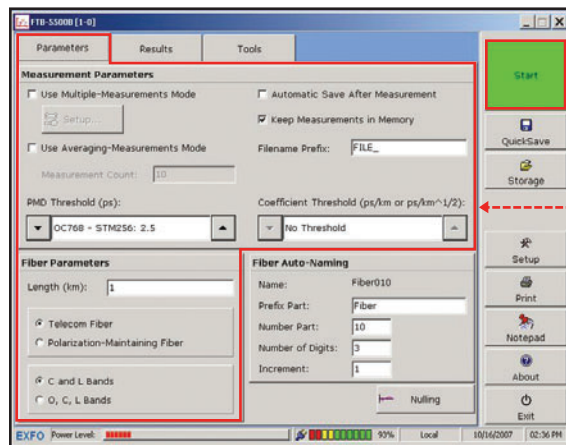 FTB-5500B [1-0]
Parameters Results Tools
Measurement Parameters
Use Multiple-Measurements Mode
Setup...
Use Averaging-Measurements Mode
Measurement Count: 10
PMD Threshold (ps):
OC768 - STM256: 2.5
Automatic Save After Measurement
Keep Measurements in Memory
Filename Prefix: FILE_
Coefficient Threshold (ps/km or ps/km^1/2):
No Threshold
Fiber Parameters
Length (km): 1
Telecom Fiber
Polarization-Maintaining Fiber
C and L Bands
O, C, L Bands
Fiber Auto-Naming
Name: Fiber010
Prefix Part: Fiber
Number Part: 10
Number of Digits: 3
Increment: 1
Nulling
Start
QuickSave
Storage
Setup
Print
Notepad
About
Exit
EXFO Power Level: 93% Local 10/16/2007 02:36 PM